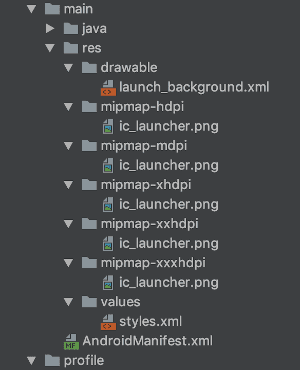 main
java
res
drawable
launch_background.xml
mipmap-hdpi
ic_launcher.png
mipmap-mdpi
ic_launcher.png
mipmap-xhdpi
ic_launcher.png
mipmap-xxhdpi
ic_launcher.png
mipmap-xxxhdpi
ic_launcher.png
values
styles.xml
MF AndroidManifest.xml
profile